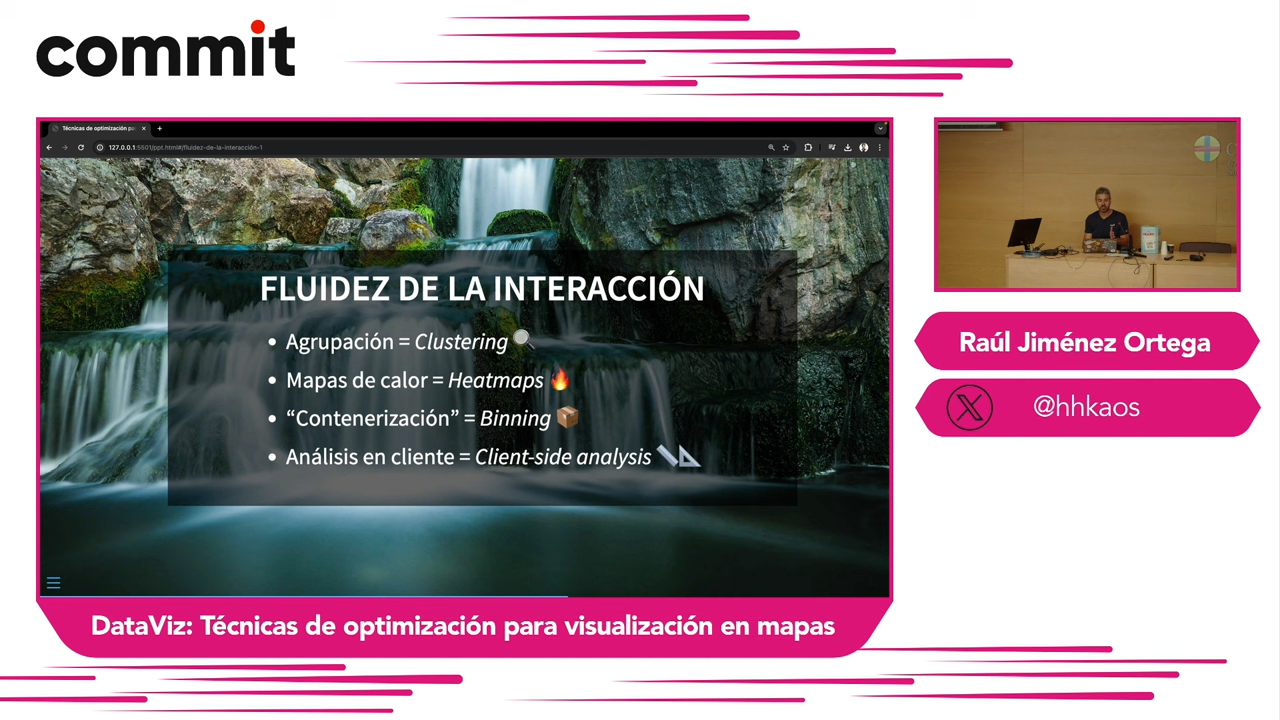 commit
Técnicas de optimización pa
127.0.0.1:5501/ppt.html#/fluidez-de-la-interacción-1
FLUIDEZ DE LA INTERACCIÓN
• Agrupación = Clustering 🔍
• Mapas de calor = Heatmaps 🔥
• “Contenerización” = Binning 📦
• Análisis en cliente = Client-side analysis 📐
DataViz: Técnicas de optimización para visualización en mapas
Raúl Jiménez Ortega
@hhkaos